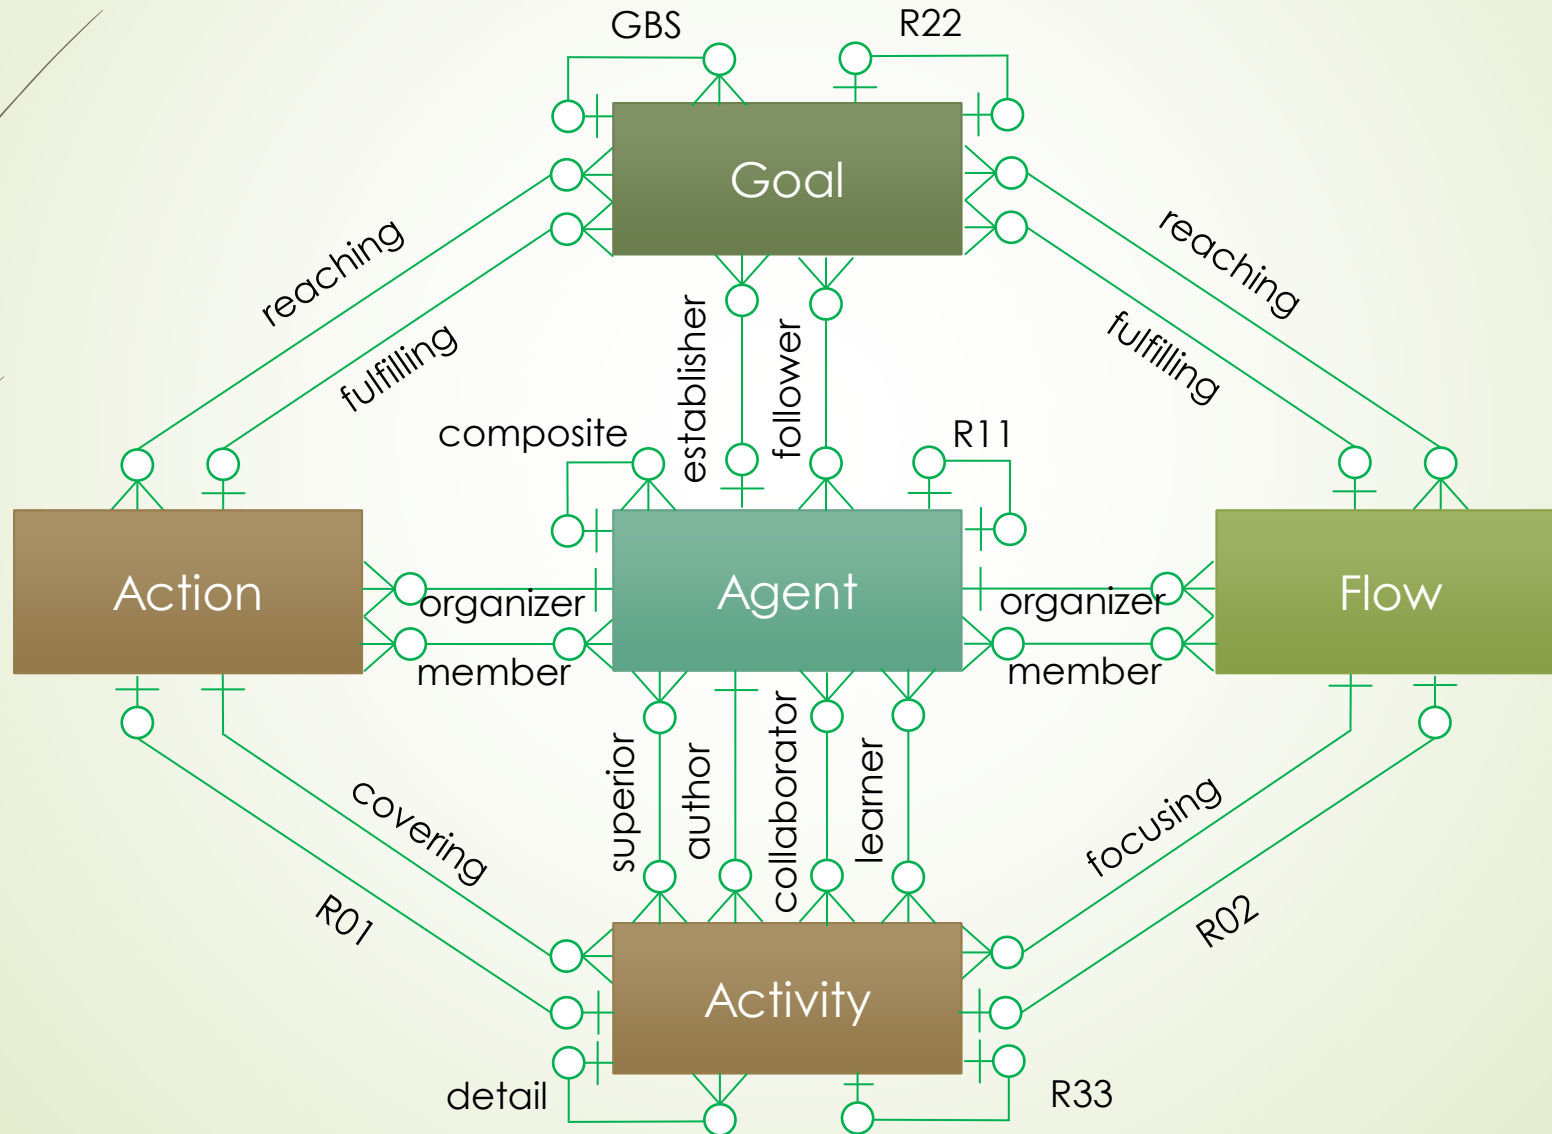 GBS
R22
Goal
reaching
reaching
fulfilling
fulfilling
establisher
follower
composite
R11
Action
Agent
Flow
organizer
organizer
member
member
superior
author
collaborator
learner
covering
focusing
R01
R02
Activity
detail
R33